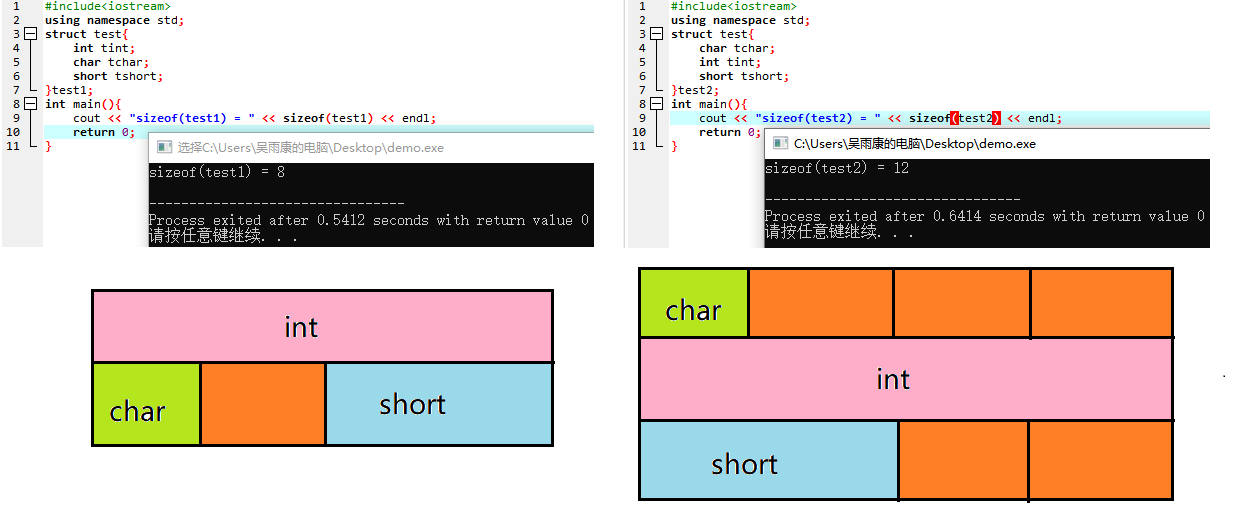 1 #include<iostream>
2 using namespace std;
3 struct test{
4 int tint;
5 char tchar;
6 short tshort;
7 }test1;
8 int main(){
9 cout << "sizeof(test1) = " << sizeof(test1) << endl;
10 return 0;
11 }
选择C:\Users\吴雨康的电脑\Desktop\demo.exe
sizeof(test1) = 8
--------------------------------
Process exited after 0.5412 seconds with return value 0
请按任意键继续. . .
int
char
short
1 #include<iostream>
2 using namespace std;
3 struct test{
4 char tchar;
5 int tint;
6 short tshort;
7 }test2;
8 int main(){
9 cout << "sizeof(test2) = " << sizeof(test2) << endl;
10 return 0;
11 }
C:\Users\吴雨康的电脑\Desktop\demo.exe
sizeof(test2) = 12
--------------------------------
Process exited after 0.6414 seconds with return value 0
请按任意键继续. . .
char
int
short